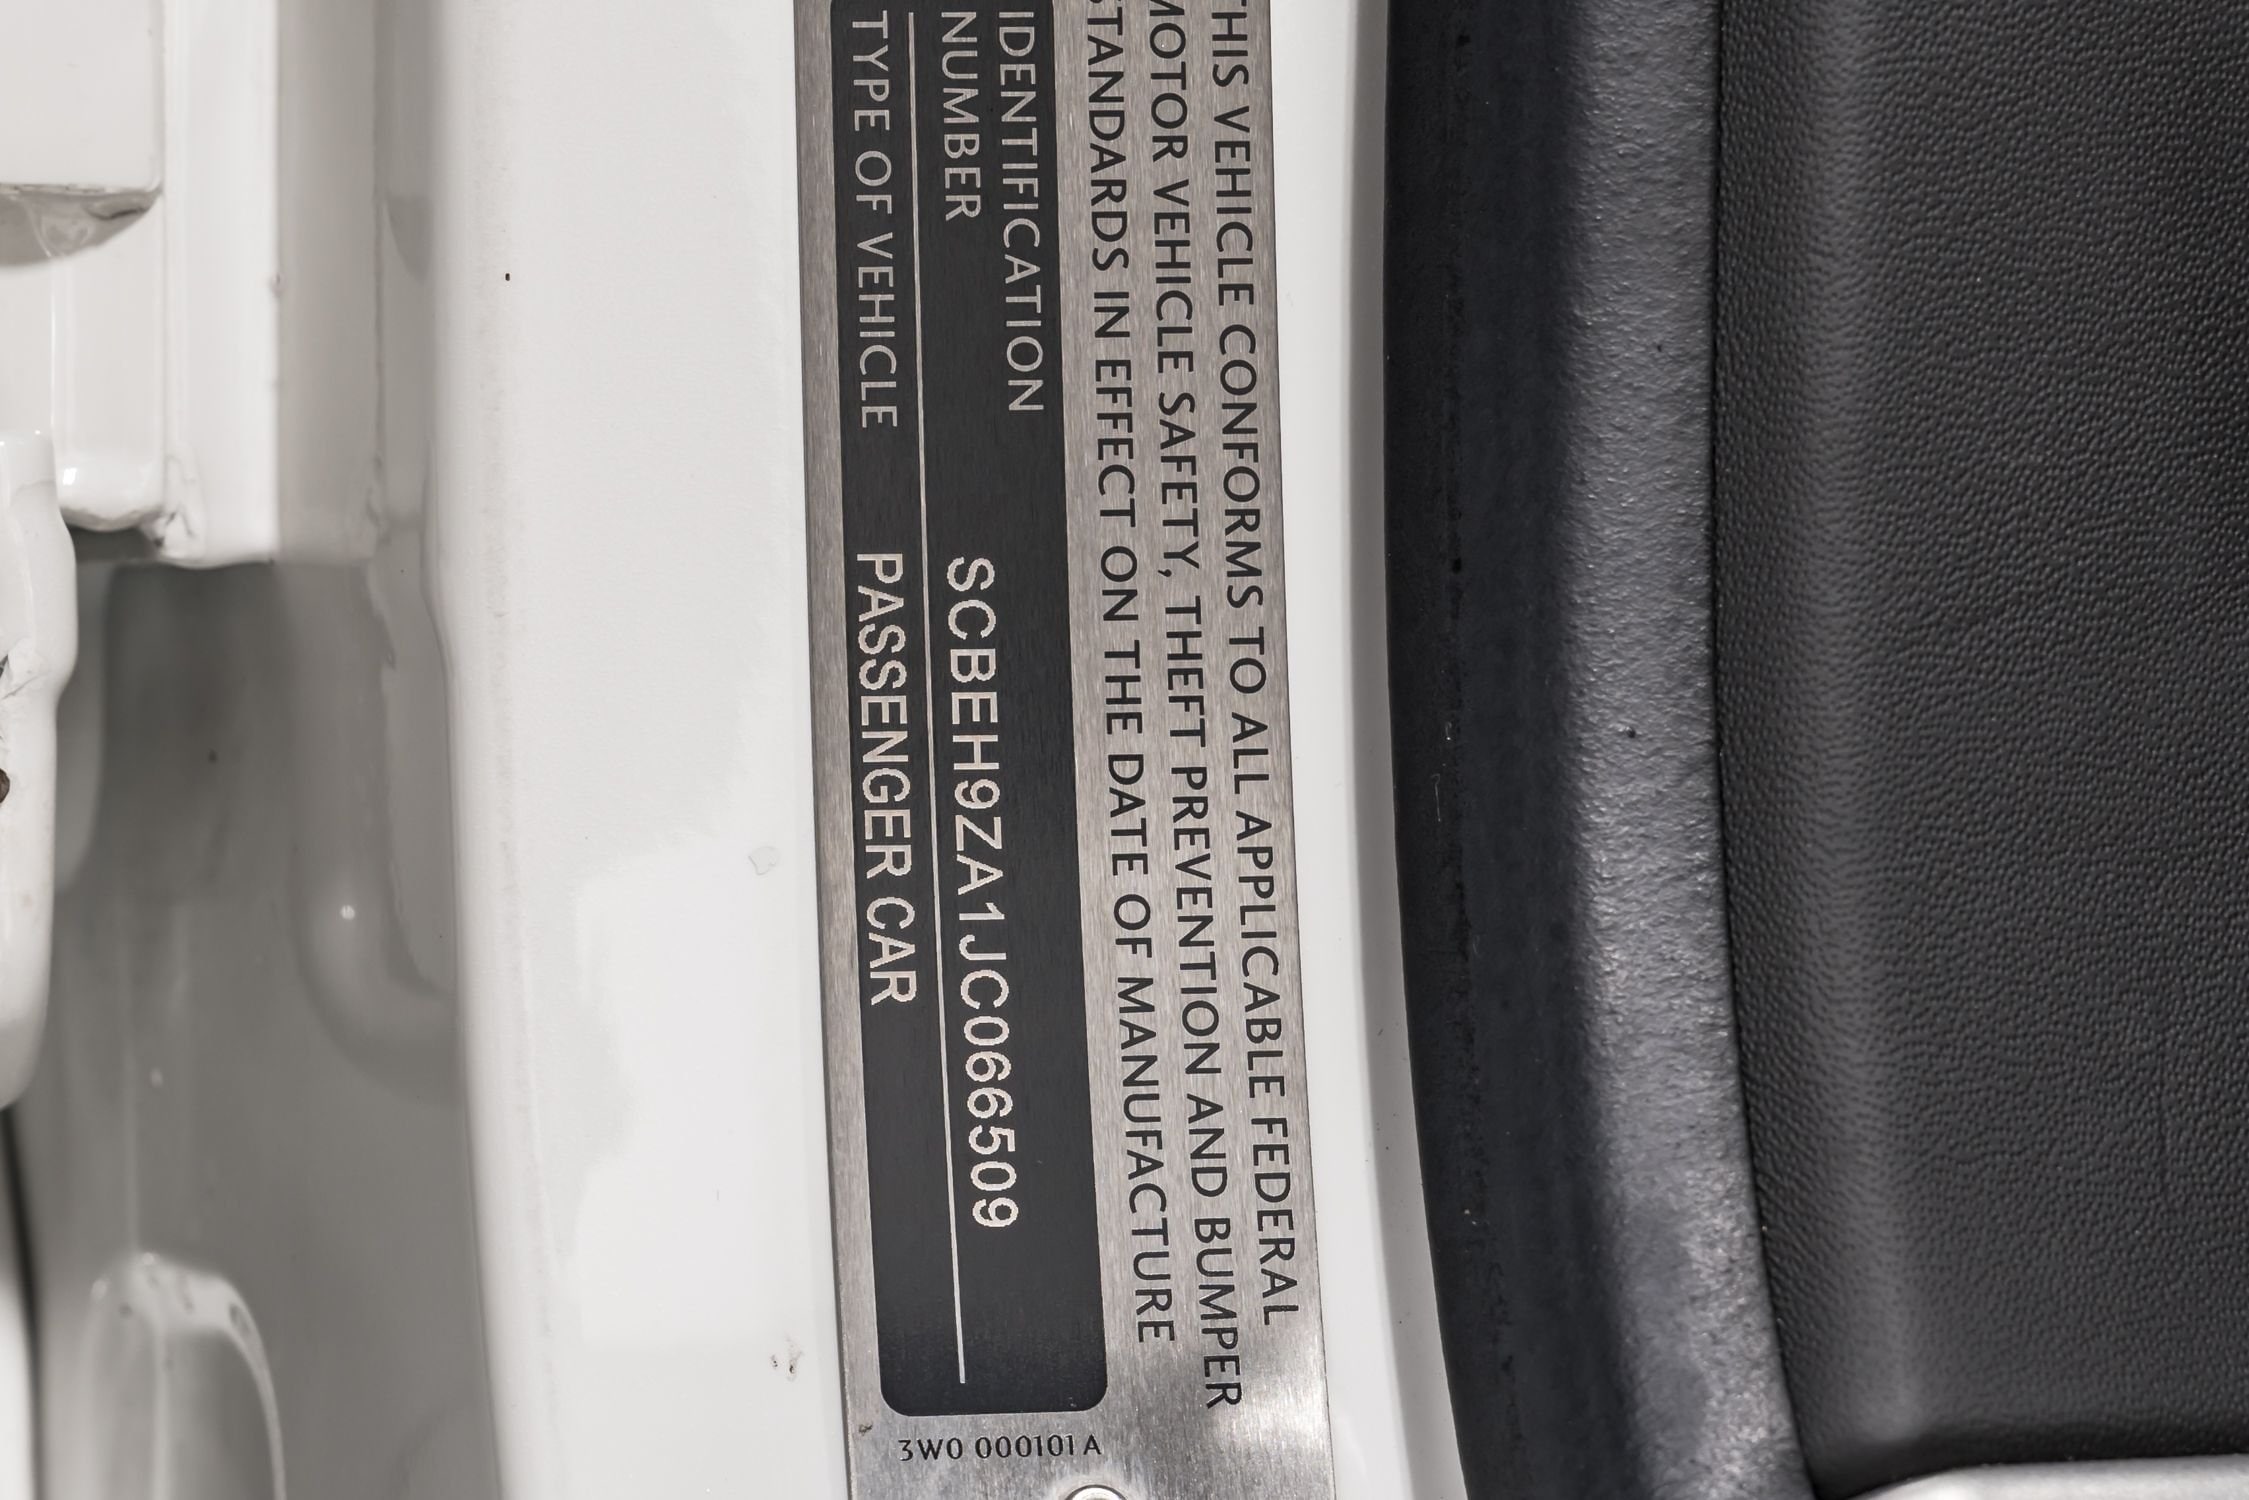 THIS VEHICLE CONFORMS TO ALL APPLICABLE FEDERAL
MOTOR VEHICLE SAFETY, THEFT PREVENTION AND BUMPER
STANDARDS IN EFFECT ON THE DATE OF MANUFACTURE
IDENTIFICATION
NUMBER SCBEH9ZA1JC066509
TYPE OF VEHICLE PASSENGER CAR
3W0 000101 A